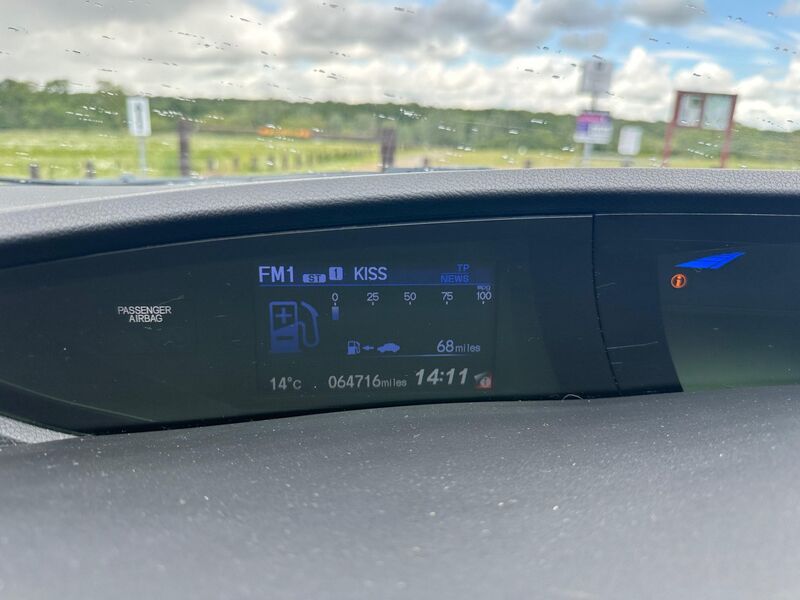 FM1 ST 1 KISS TP
NEWS
mpg
0 25 50 75 100
PASSENGER
AIRBAG
68miles
14°c 064716miles 14:11
i